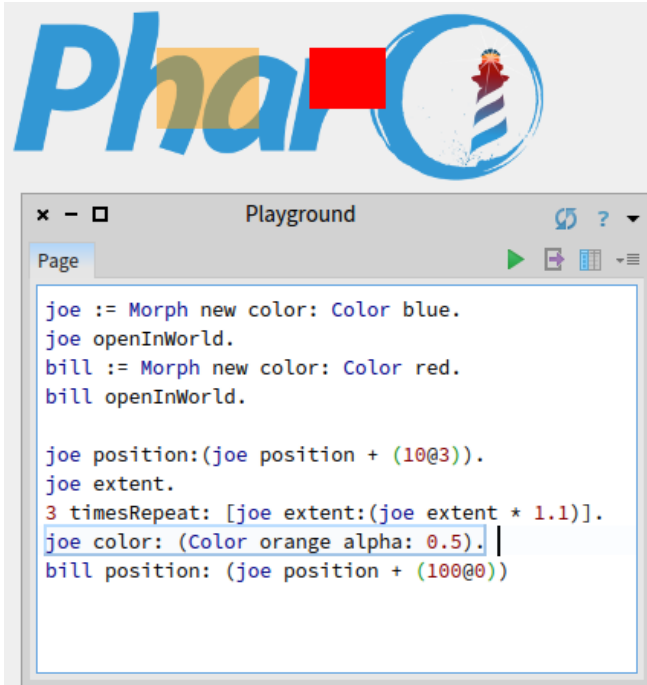 Pharo
Playground
?
Page
joe := Morph new color: Color blue.
joe openInWorld.
bill := Morph new color: Color red.
bill openInWorld.
joe position:(joe position + (10@3)).
joe extent.
3 timesRepeat: [joe extent:(joe extent * 1.1)].
joe color: (Color orange alpha: 0.5).
bill position: (joe position + (100@0))